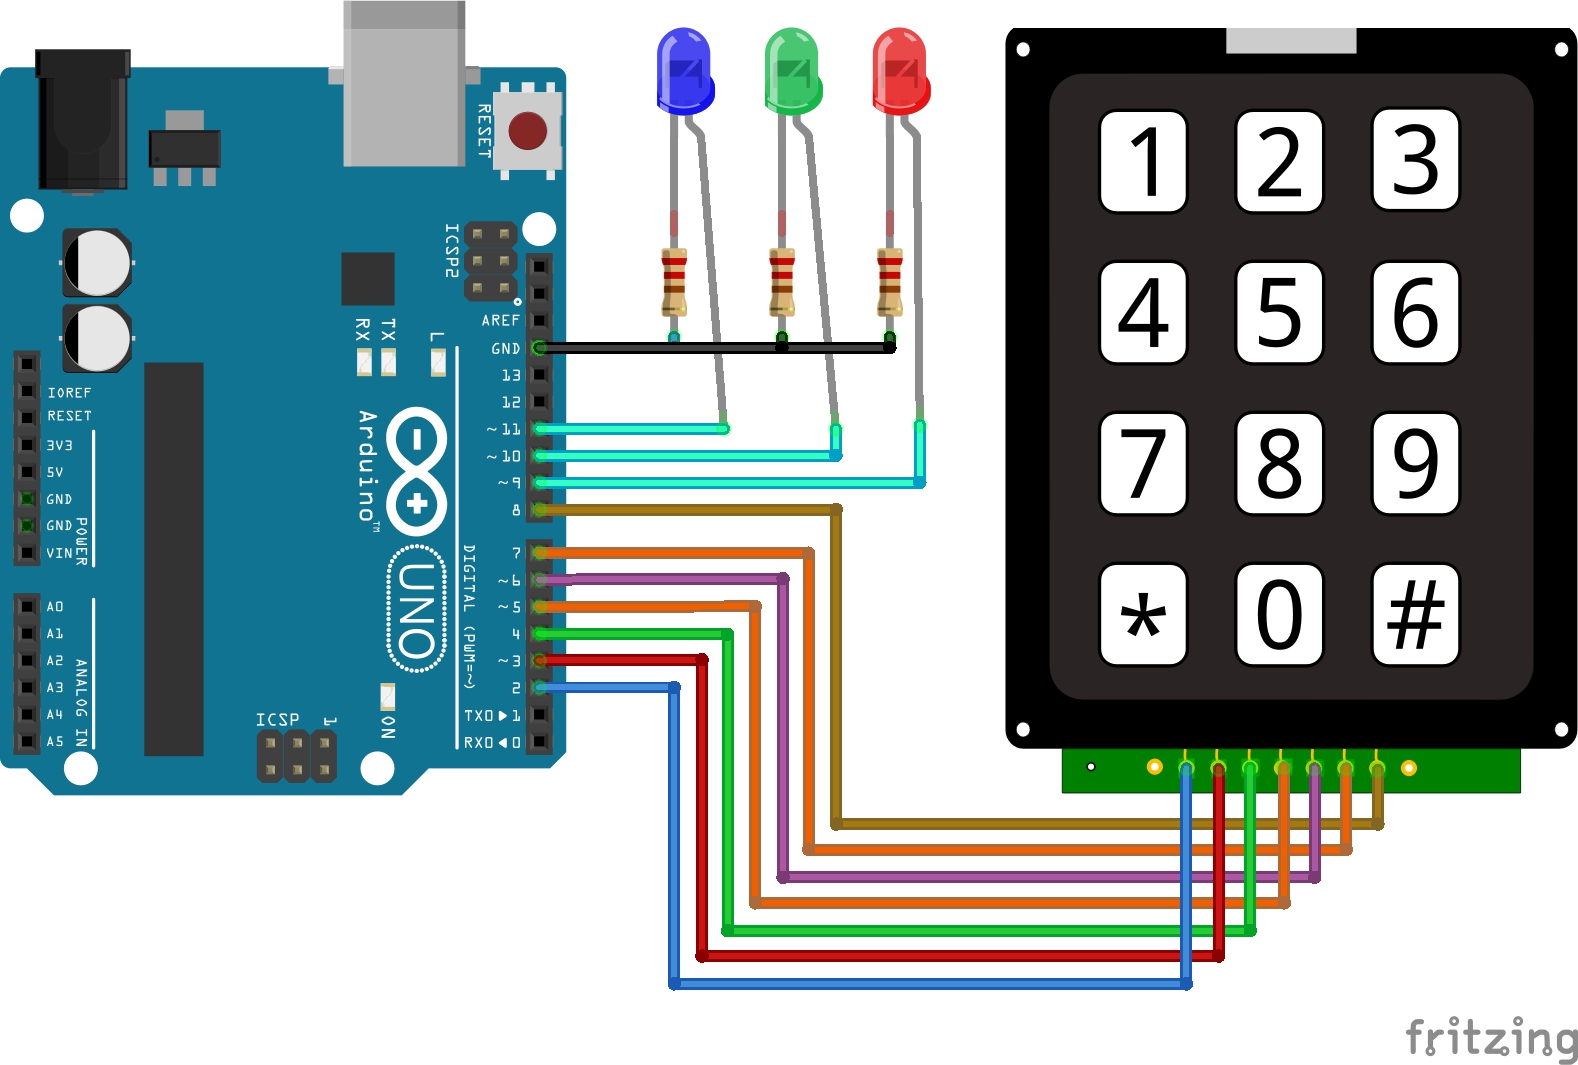 RESET
ICSP2
AREF
GND
13
12
~11
~10
~9
8
7
~6
~5
4
~3
2
TX0▶1
RX0◀0
RX
TX
L
Arduino™
UNO
DIGITAL (PWM=~)
IOREF
RESET
3V3
5V
GND
GND
VIN
POWER
A0
A1
A2
A3
A4
A5
ANALOG IN
ICSP
1
ON
1 2 3
4 5 6
7 8 9
* 0 #
fritzing